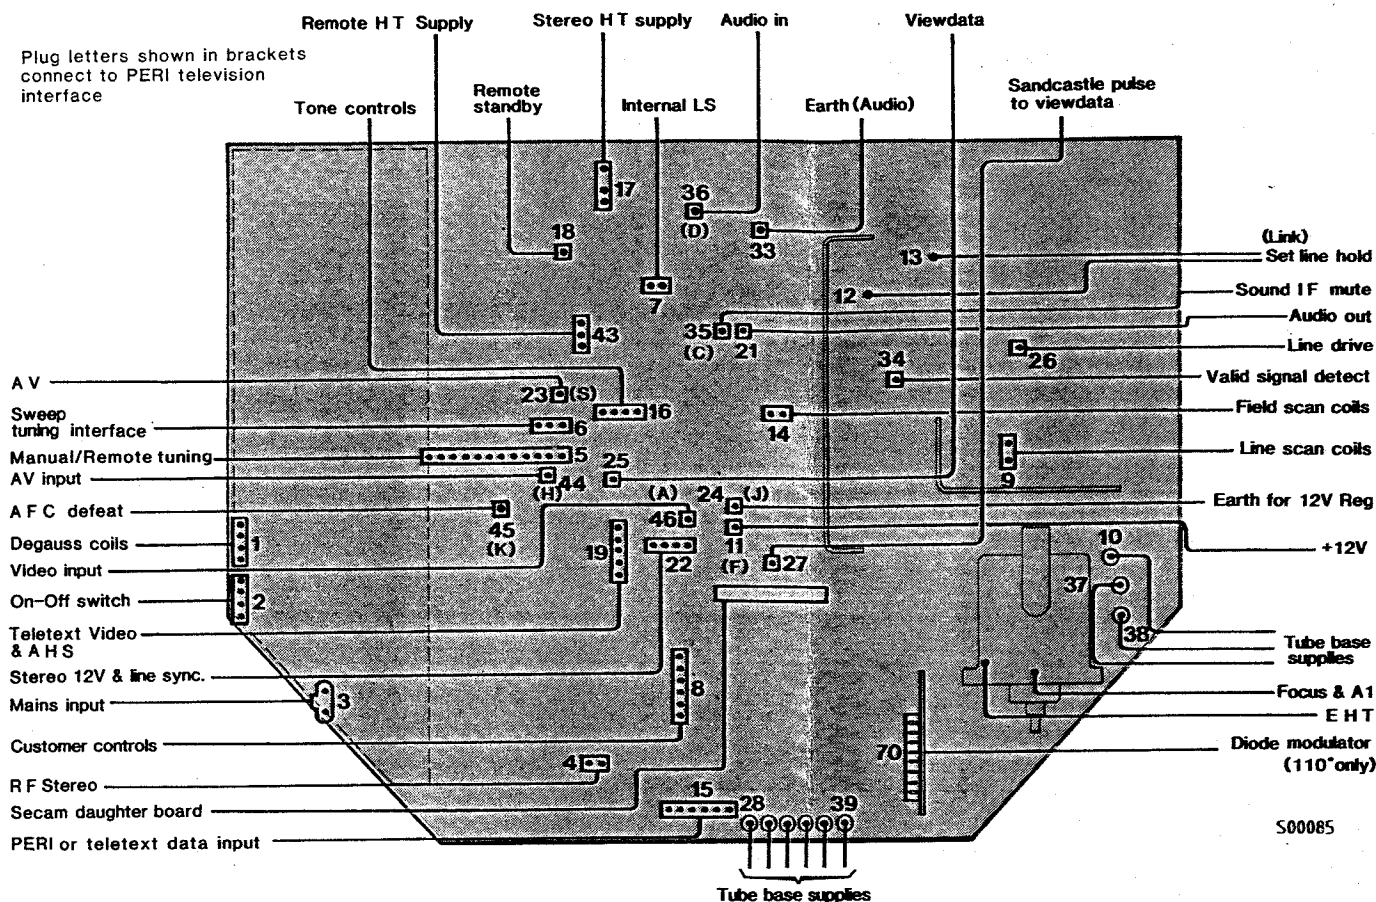 Remote H T Supply
Stereo H T supply
Audio in
Viewdata
Plug letters shown in brackets
connect to PERI television
interface
Tone controls
Remote
standby
Internal LS
Earth (Audio)
Sandcastle pulse
to viewdata
17
36
(D)
33
18
13
(Link)
Set line hold
7
12
Sound I F mute
43
35
(C)
21
Audio out
34
26
Line drive
A V
23
(S)
Valid signal detect
Sweep
tuning interface
6
16
14
Field scan coils
Manual/Remote tuning
5
25
9
Line scan coils
AV input
44
(H)
(A)
24
(J)
Earth for 12V Reg
A F C defeat
45
(K)
46
11
(F)
10
+12V
Degauss coils
1
19
22
27
Video input
37
On-Off switch
2
38
Teletext Video
& A H S
Tube base
supplies
Stereo 12V & line sync.
8
Focus & A1
Mains input
3
E H T
Customer controls
70
Diode modulator
(110° only)
4
R F Stereo
15
28
39
Secam daughter board
PERI or teletext data input
S00085
Tube base supplies